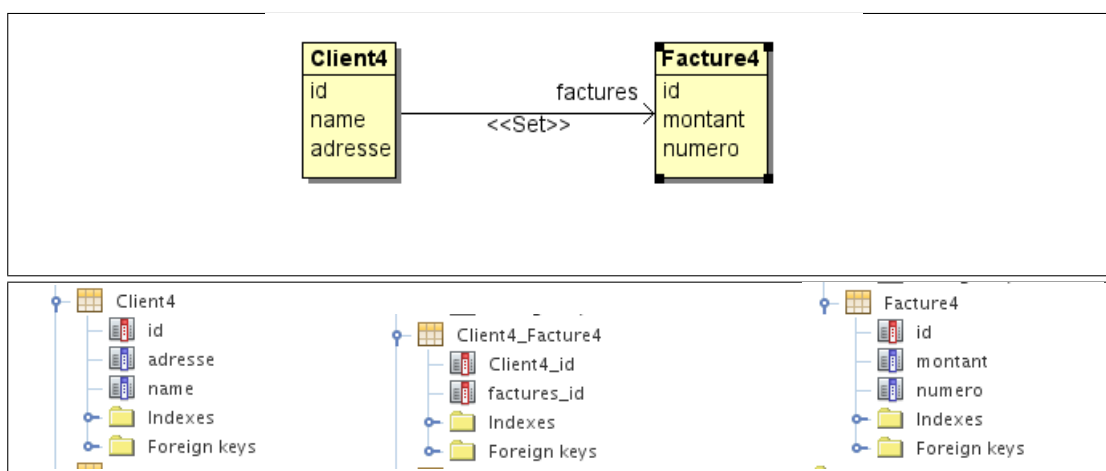 Client4
id
name
adresse
factures
<<Set>>
Facture4
id
montant
numero
Client4
id
adresse
name
Indexes
Foreign keys
Client4_Facture4
Client4_id
factures_id
Indexes
Foreign keys
Facture4
id
montant
numero
Indexes
Foreign keys